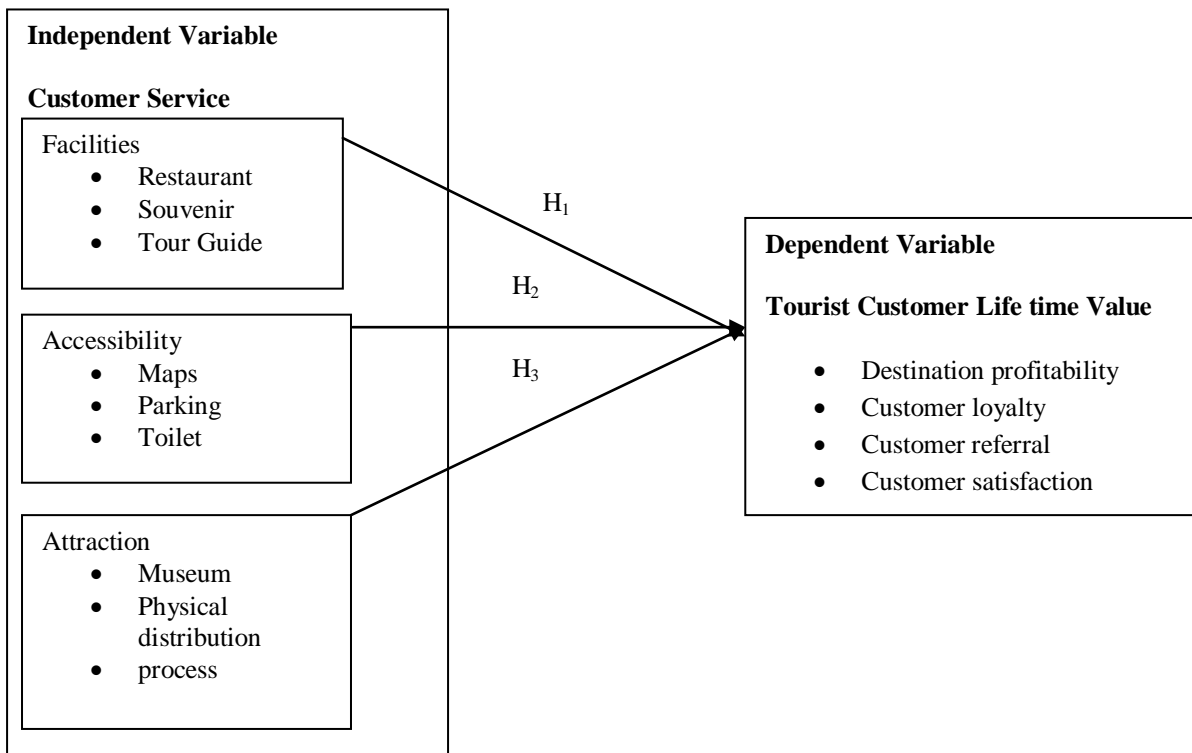 Independent Variable
Customer Service
Facilities
• Restaurant
• Souvenir
• Tour Guide
Accessibility
• Maps
• Parking
• Toilet
Attraction
• Museum
• Physical
distribution
• process
H₁
H₂
H₃
Dependent Variable
Tourist Customer Life time Value
• Destination profitability
• Customer loyalty
• Customer referral
• Customer satisfaction